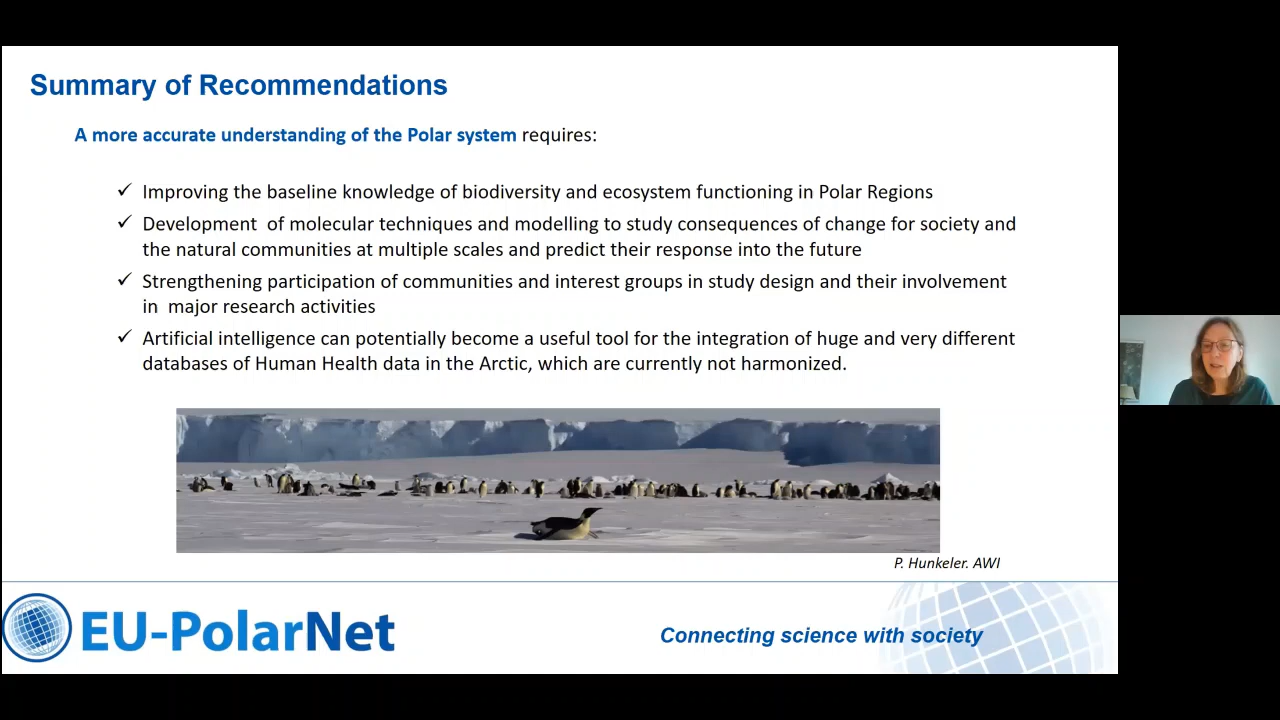 Summary of Recommendations
A more accurate understanding of the Polar system requires:
✓ Improving the baseline knowledge of biodiversity and ecosystem functioning in Polar Regions
✓ Development  of molecular techniques and modelling to study consequences of change for society and
the natural communities at multiple scales and predict their response into the future
✓ Strengthening participation of communities and interest groups in study design and their involvement
in  major research activities
✓ Artificial intelligence can potentially become a useful tool for the integration of huge and very different
databases of Human Health data in the Arctic, which are currently not harmonized.
P. Hunkeler. AWI
EU-PolarNet
Connecting science with society